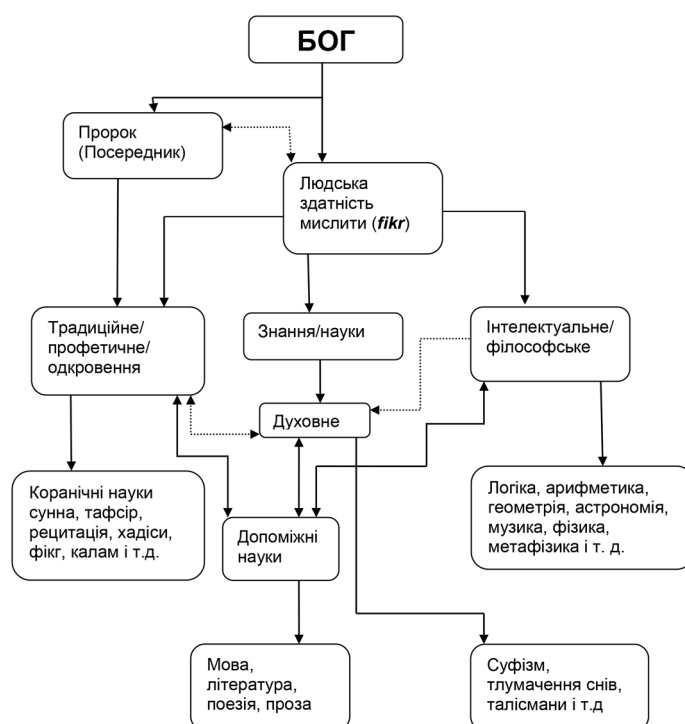 БОГ
Пророк
(Посередник)
Людська
здатність
мислити (fikr)
Традиційне/
профетичне/
одкровення
Знання/науки
Інтелектуальне/
філософське
Духовне
Коранічні науки
сунна, тафсір,
рецитація, хадіси,
фікг, калам і т.д.
Допоміжні
науки
Логіка, арифметика,
геометрія, астрономія,
музика, фізика,
метафізика і т. д.
Мова,
література,
поезія, проза
Суфізм,
тлумачення снів,
талісмани і т.д